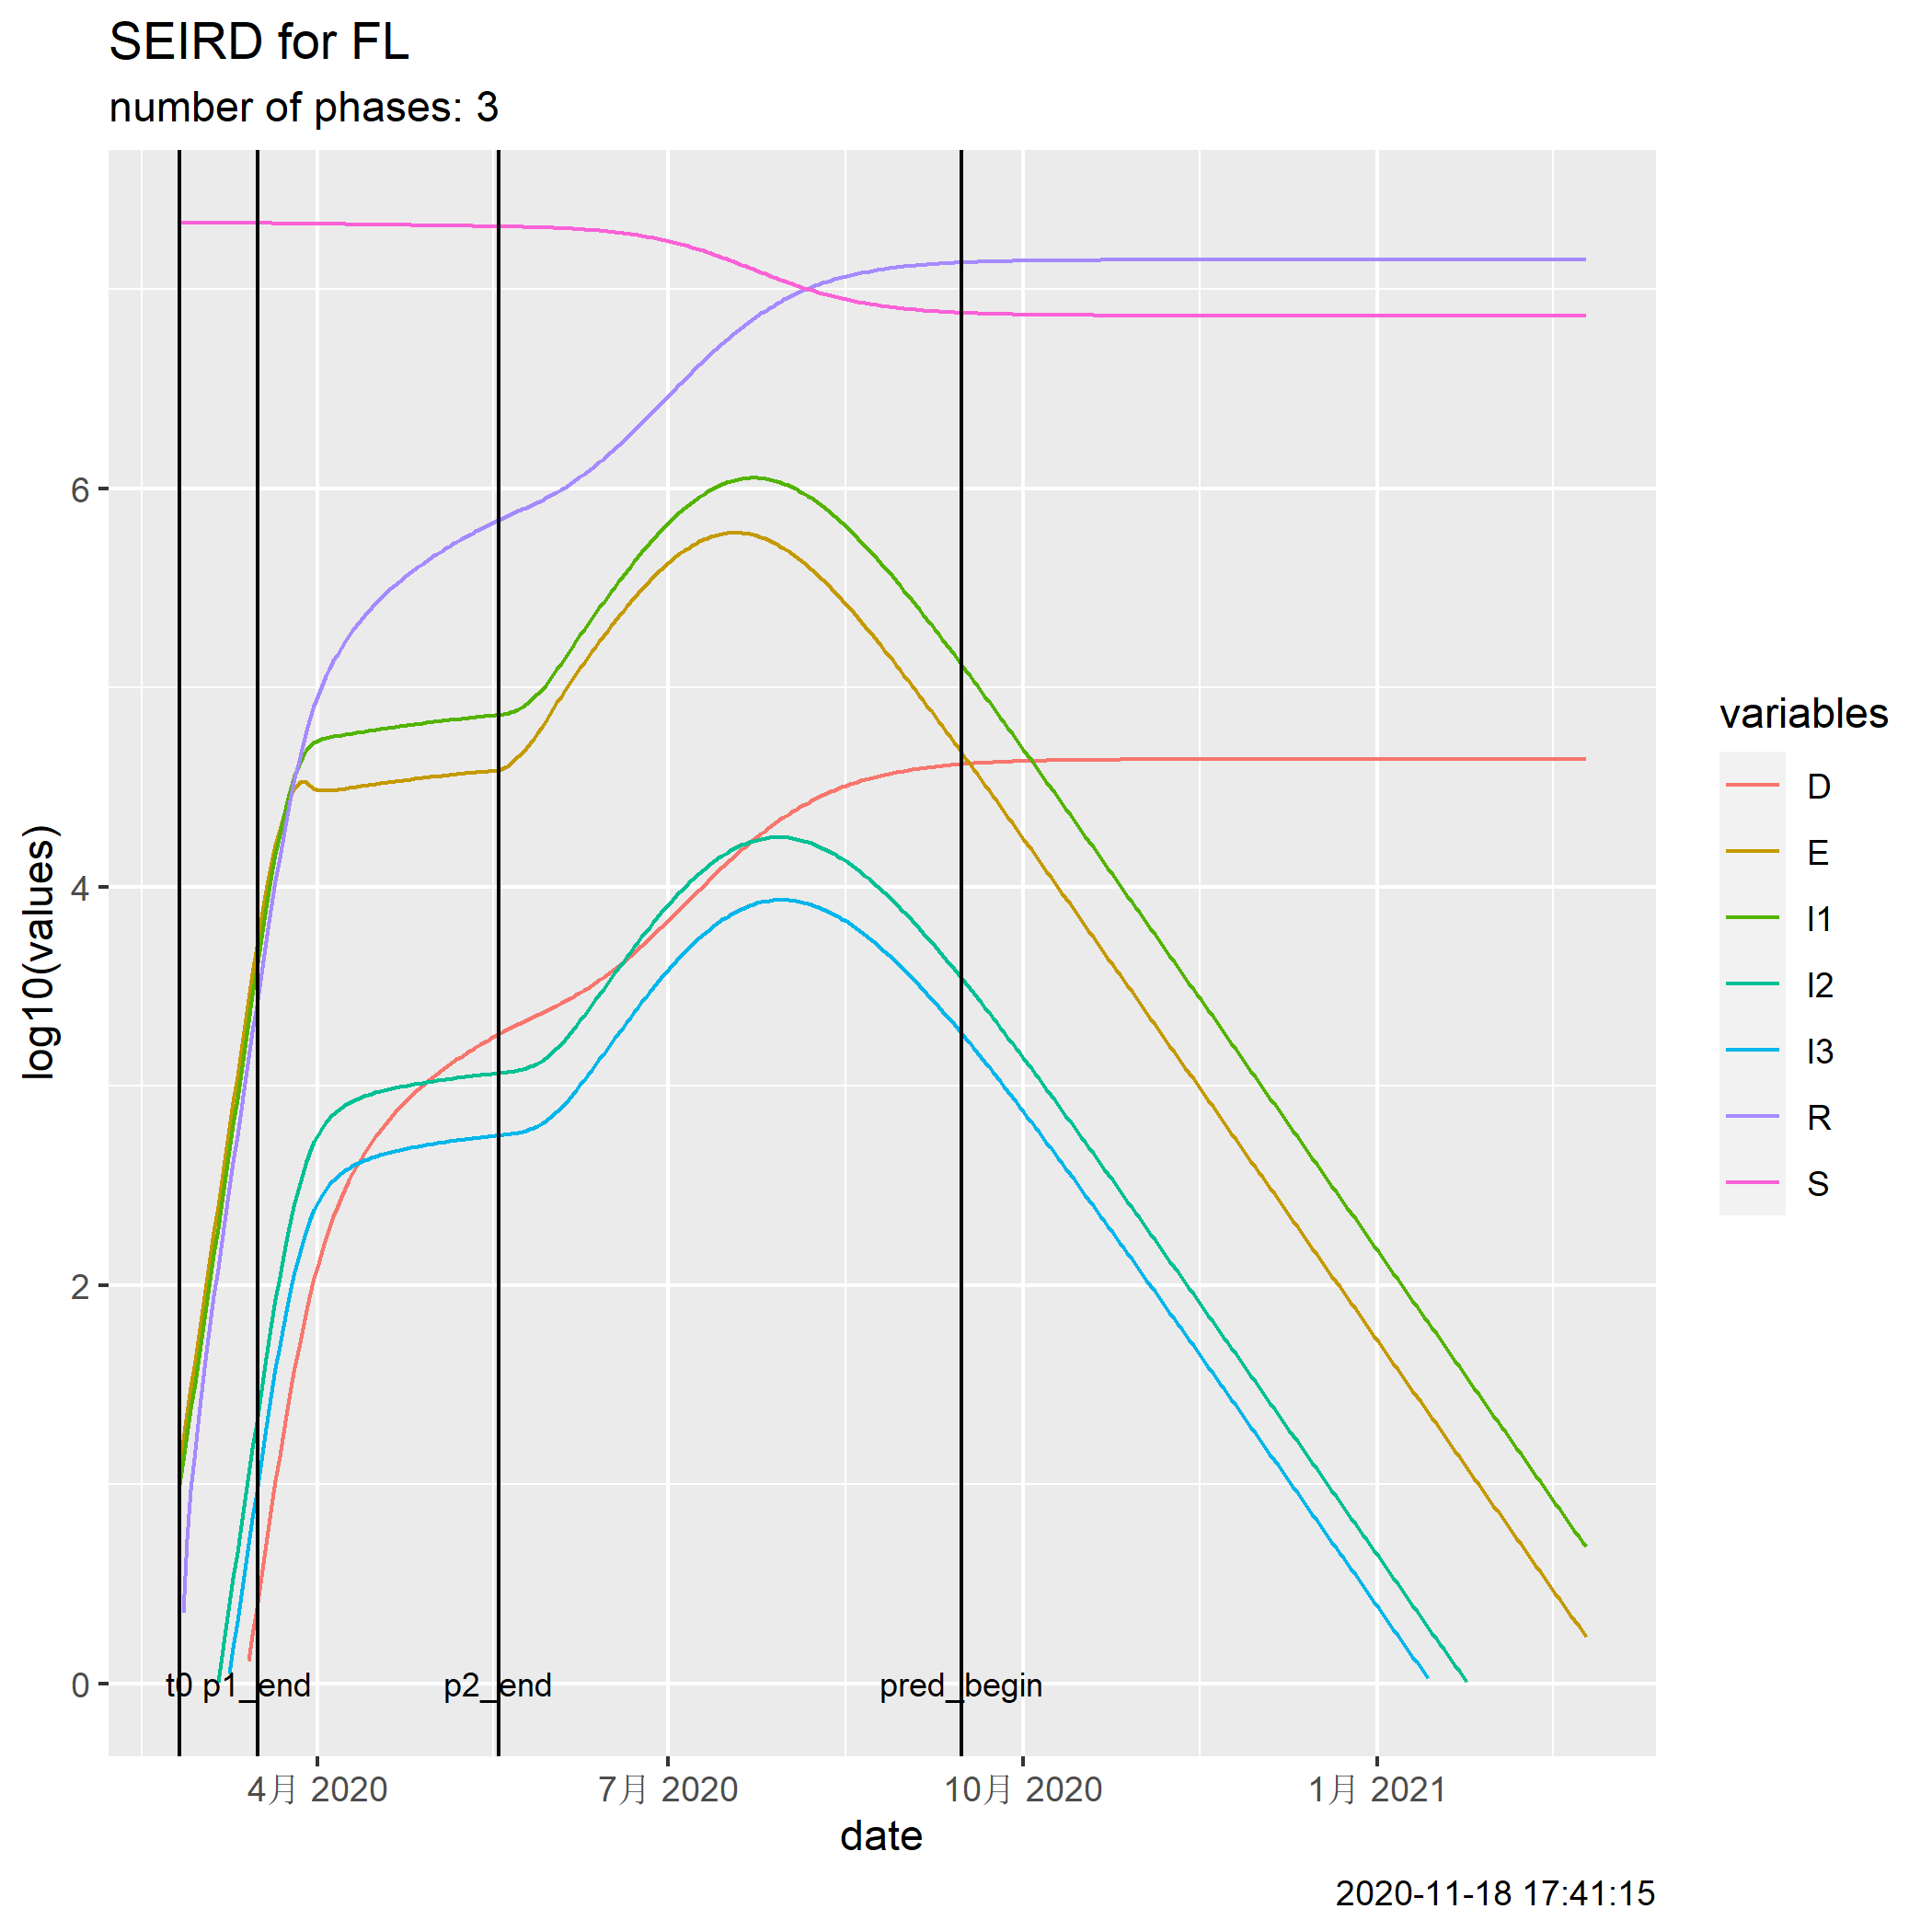 SEIRD for FL
number of phases: 3
log10(values)
6
4
2
0
t0 p1_end p2_end pred_begin
4月 2020 7月 2020 10月 2020 1月 2021
date
variables
D
E
I1
I2
I3
R
S
2020-11-18 17:41:15